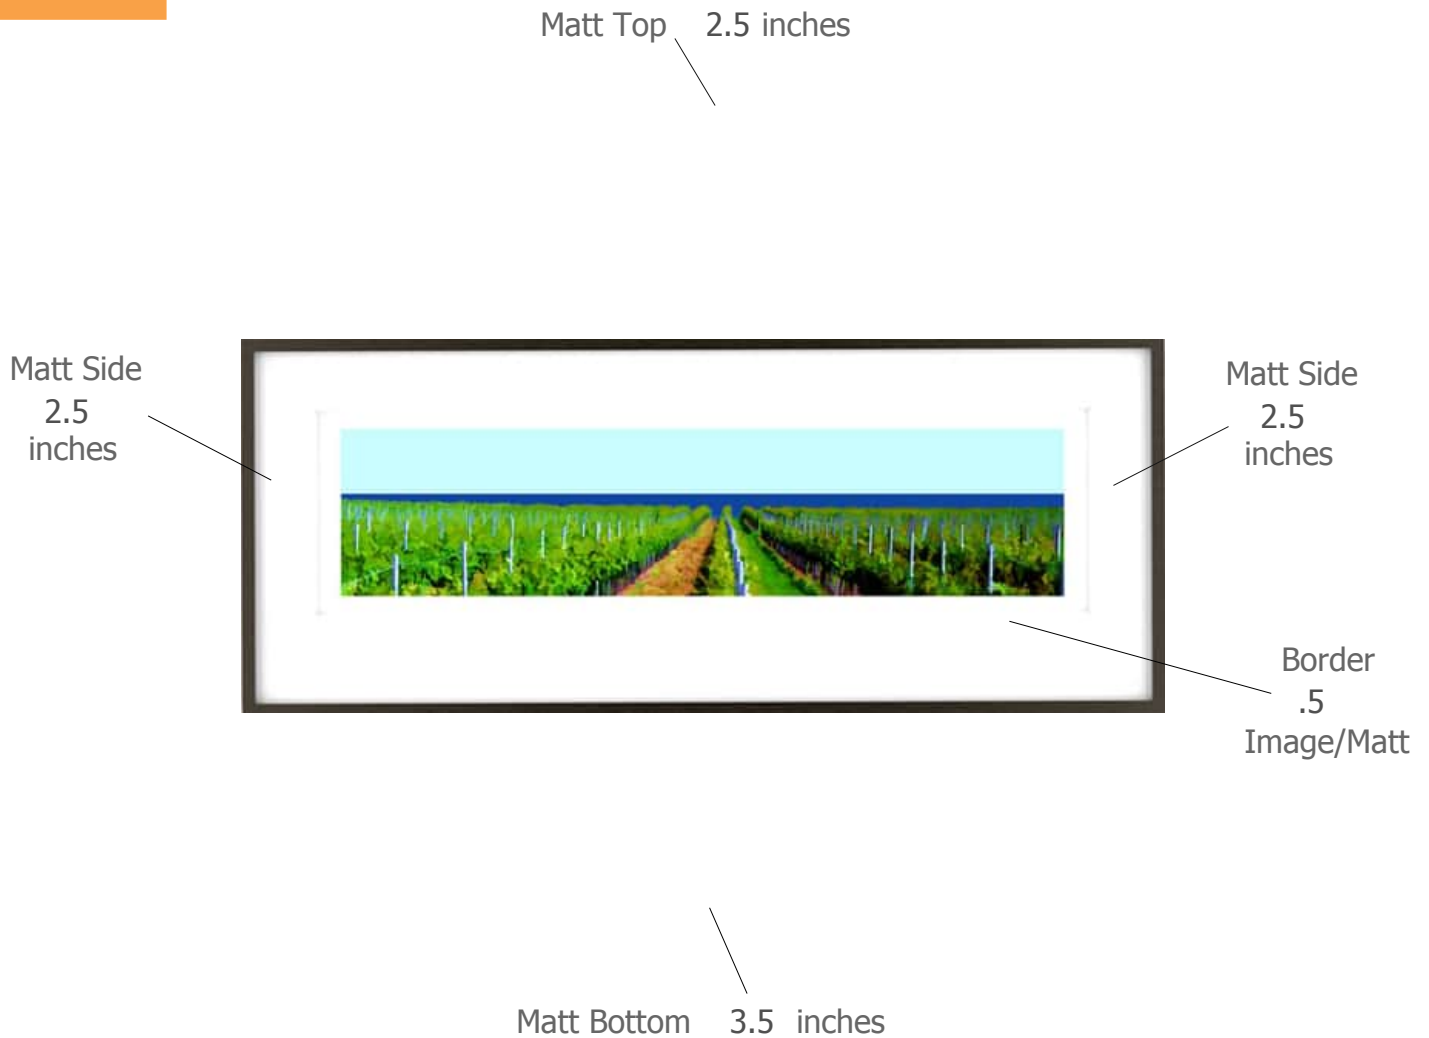 Matt Top 2.5 inches
Matt Side
2.5
inches
Matt Side
2.5
inches
Border
.5
Image/Matt
Matt Bottom 3.5 inches